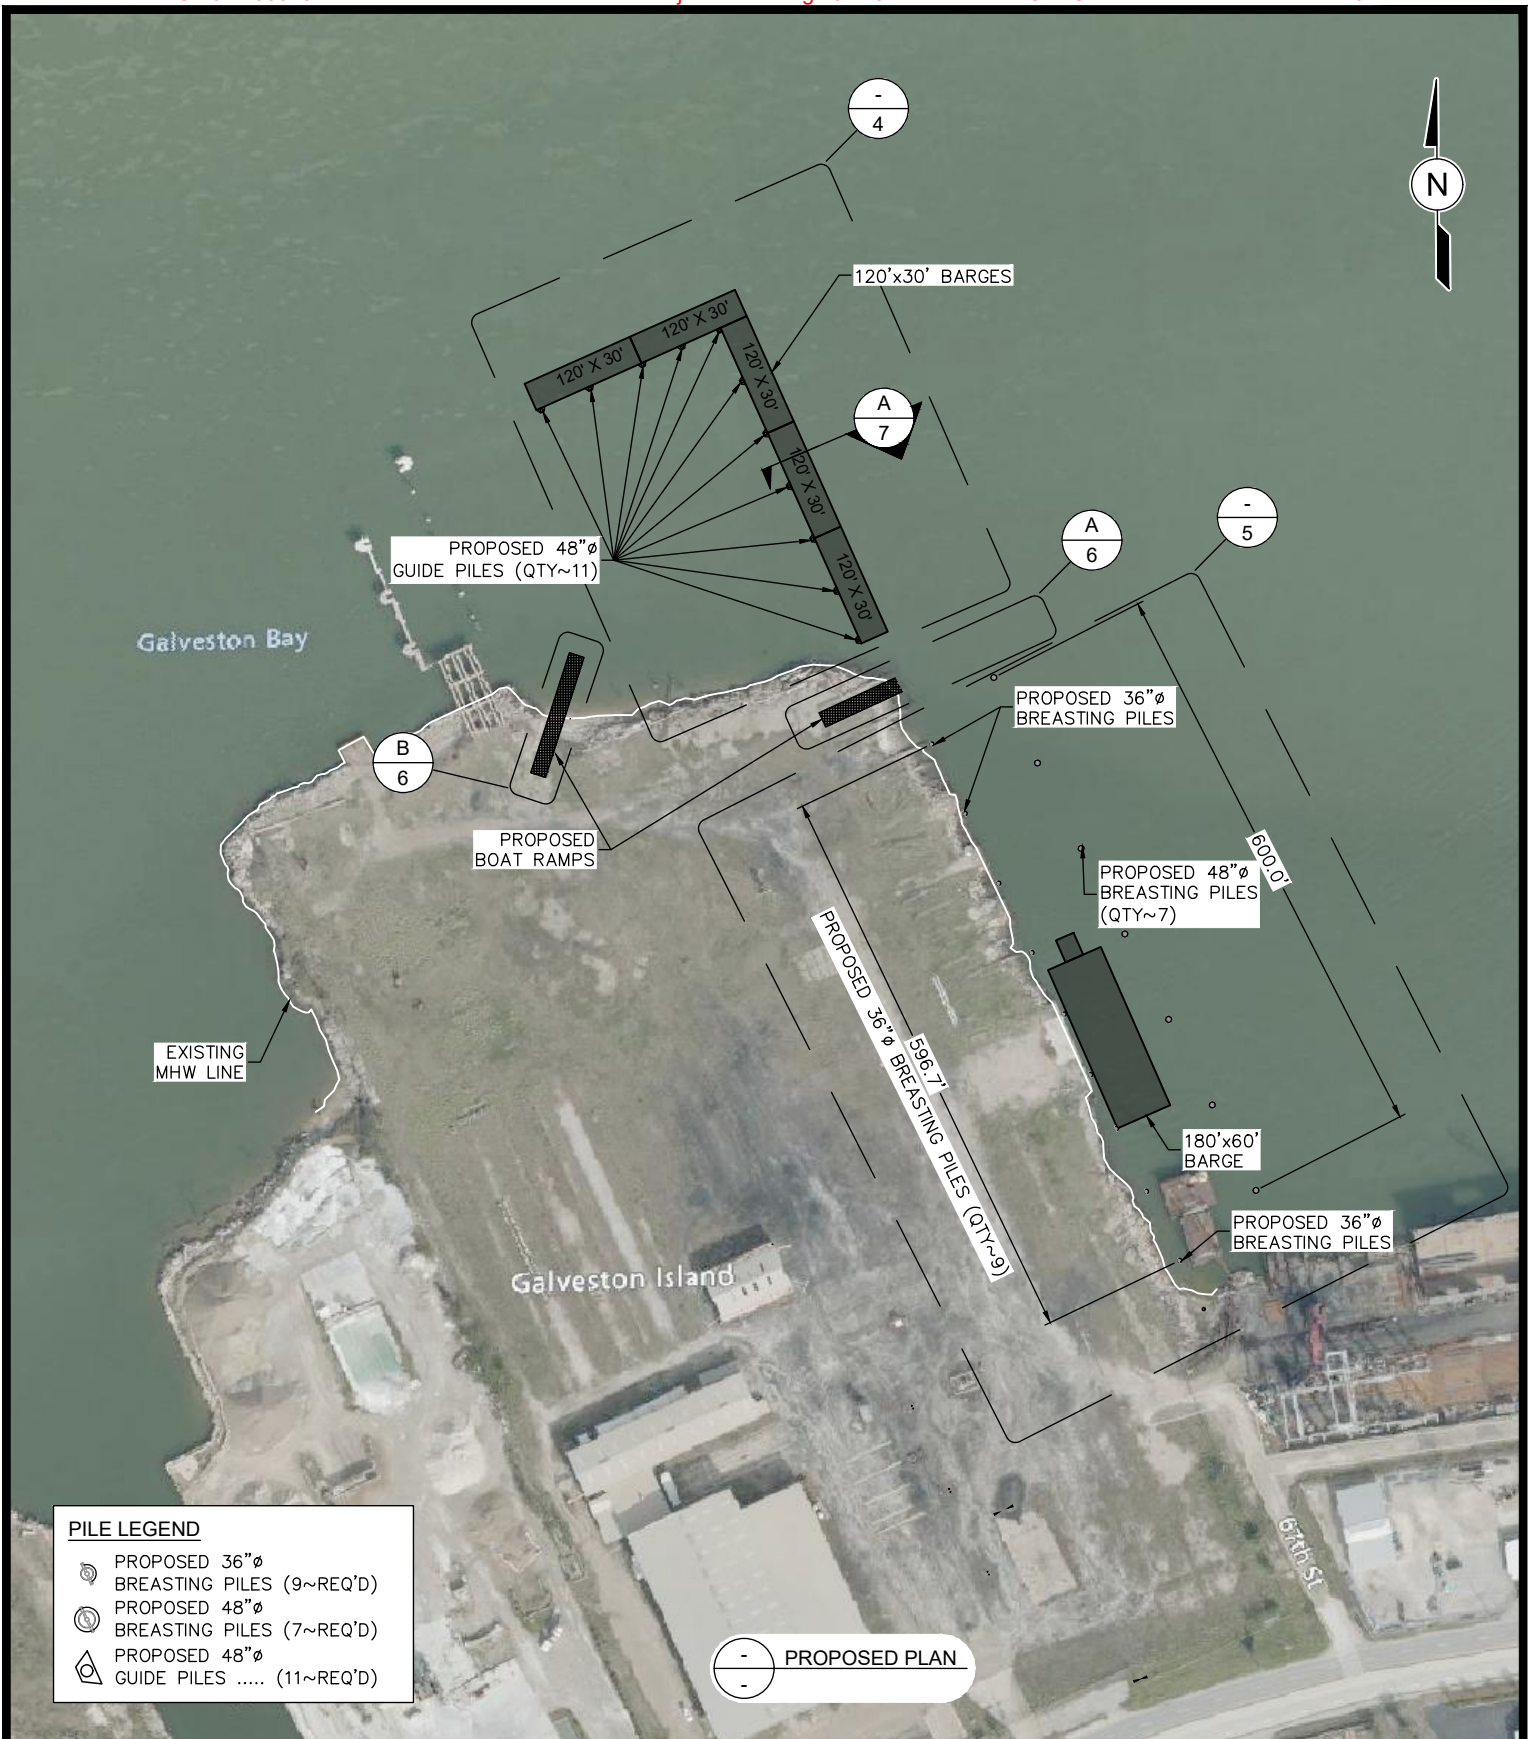 -
4
N
120'x30' BARGES
120' X 30'
120' X 30'
120' X 30'
120' X 30'
120' X 30'
A
7
-
5
A
6
PROPOSED 48"ø
GUIDE PILES (QTY~11)
Galveston Bay
PROPOSED 36"ø
BREASTING PILES
B
6
PROPOSED
BOAT RAMPS
600.0'
PROPOSED 48"ø
BREASTING PILES
(QTY~7)
596.7'
PROPOSED 36"ø BREASTING PILES (QTY~9)
EXISTING
MHW LINE
180'x60'
BARGE
PROPOSED 36"ø
BREASTING PILES
Galveston Island
67th St
PILE LEGEND
PROPOSED 36"ø
BREASTING PILES (9~REQ'D)
PROPOSED 48"ø
BREASTING PILES (7~REQ'D)
PROPOSED 48"ø
GUIDE PILES ..... (11~REQ'D)
-
-
PROPOSED PLAN